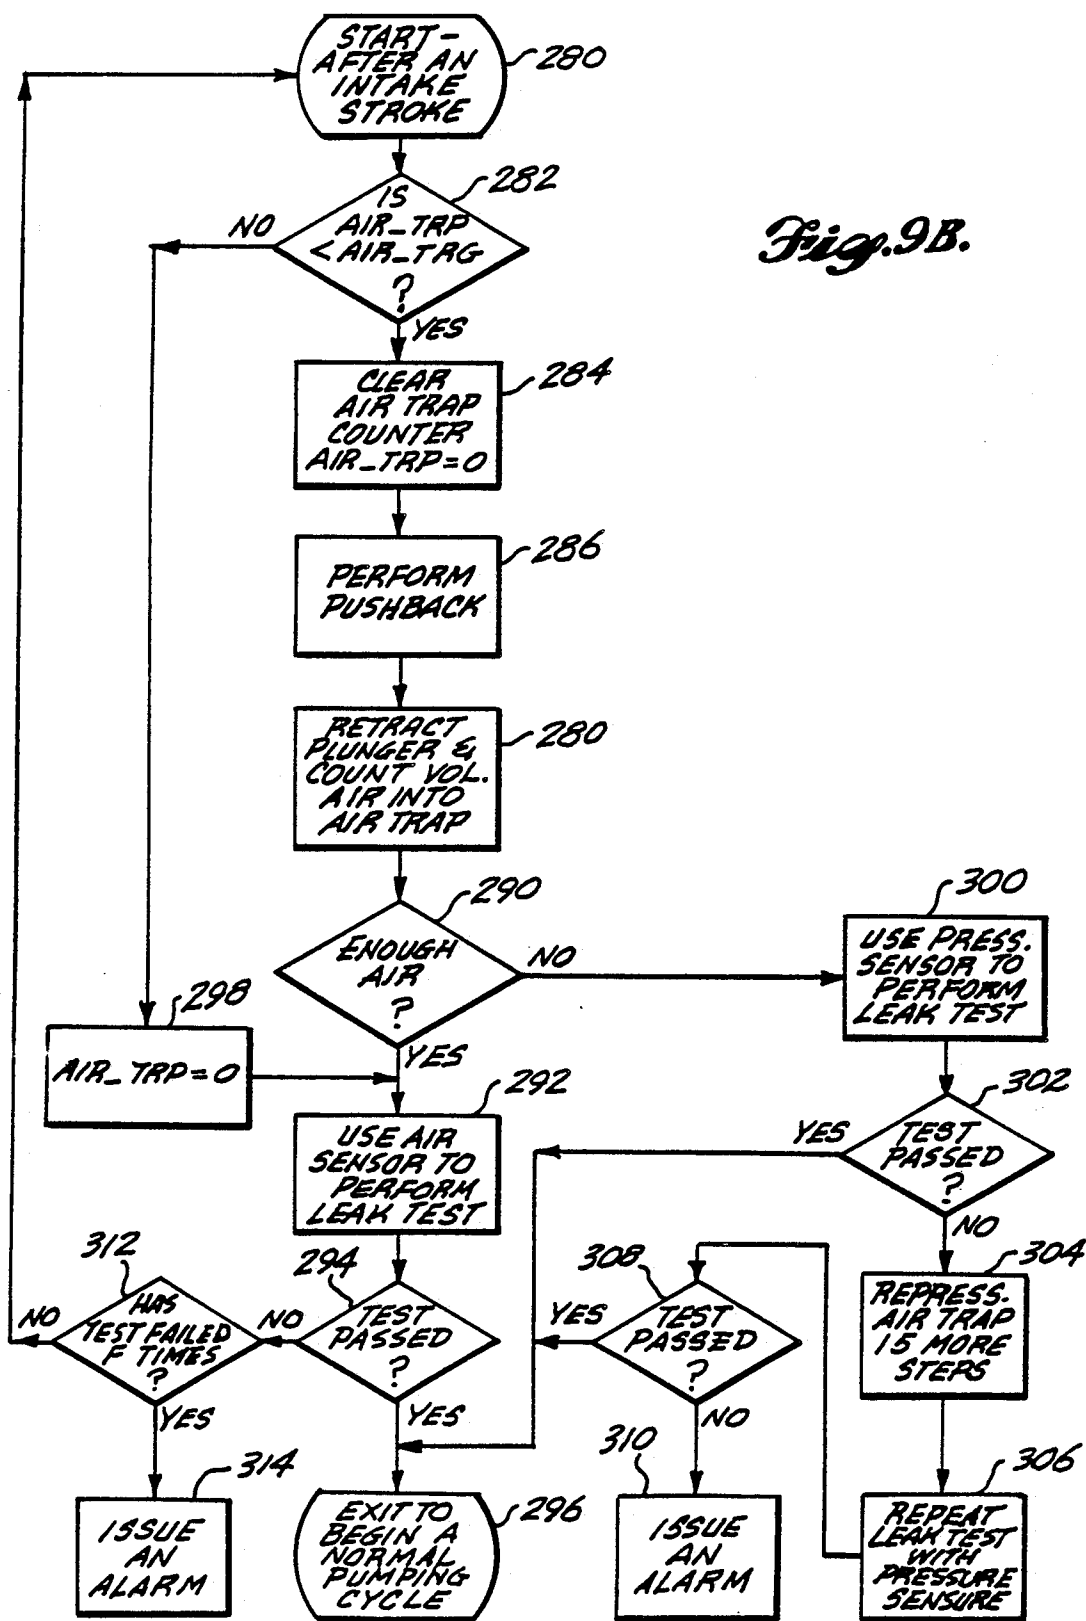 START-
AFTER AN
INTAKE
STROKE
280
282
IS
AIR_TRP
< AIR_TRG
?
NO
YES
Fig. 9B.
CLEAR
AIR TRAP
COUNTER
AIR_TRP=0
284
PERFORM
PUSHBACK
286
RETRACT
PLUNGER &
COUNT VOL.
AIR INTO
AIR TRAP
280
290
ENOUGH
AIR
?
NO
YES
300
USE PRESS.
SENSOR TO
PERFORM
LEAK TEST
298
AIR_TRP=0
292
USE AIR
SENSOR TO
PERFORM
LEAK TEST
302
TEST
PASSED
?
YES
NO
312
HAS
TEST FAILED
F TIMES
?
NO
YES
294
TEST
PASSED
?
NO
YES
308
TEST
PASSED
?
YES
NO
304
REPRESS.
AIR TRAP
15 MORE
STEPS
314
ISSUE
AN
ALARM
296
EXIT TO
BEGIN A
NORMAL
PUMPING
CYCLE
310
ISSUE
AN
ALARM
306
REPEAT
LEAK TEST
WITH
PRESSURE
SENSURE